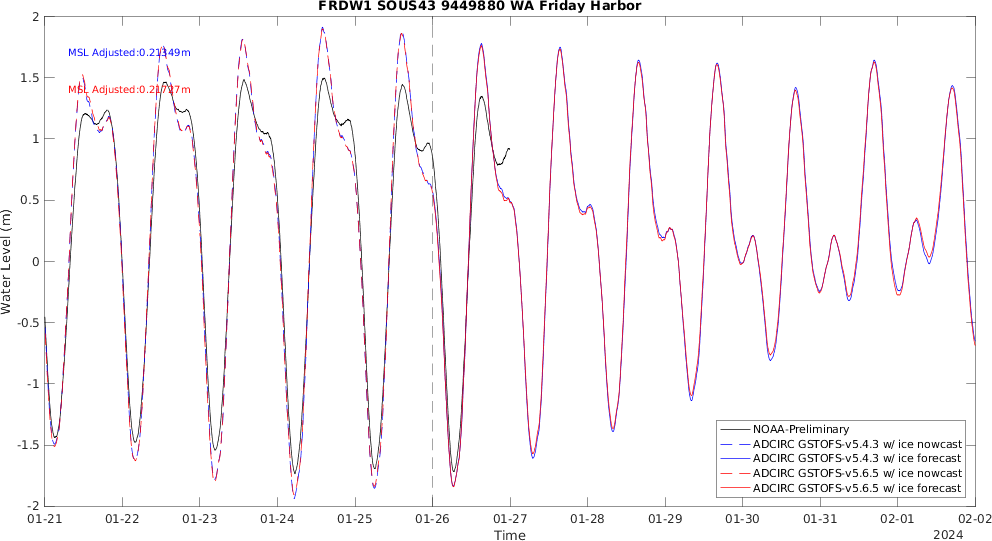 FRDW1 SOUS43 9449880 WA Friday Harbor
MSL Adjusted:0.21349m
MSL Adjusted:0.21727m
Water Level (m)
2
1.5
1
0.5
0
-0.5
-1
-1.5
-2
01-21 01-22 01-23 01-24 01-25 01-26 01-27 01-28 01-29 01-30 01-31 02-01 02-02
Time
2024
NOAA-Preliminary
ADCIRC GSTOFS-v5.4.3 w/ ice nowcast
ADCIRC GSTOFS-v5.4.3 w/ ice forecast
ADCIRC GSTOFS-v5.6.5 w/ ice nowcast
ADCIRC GSTOFS-v5.6.5 w/ ice forecast